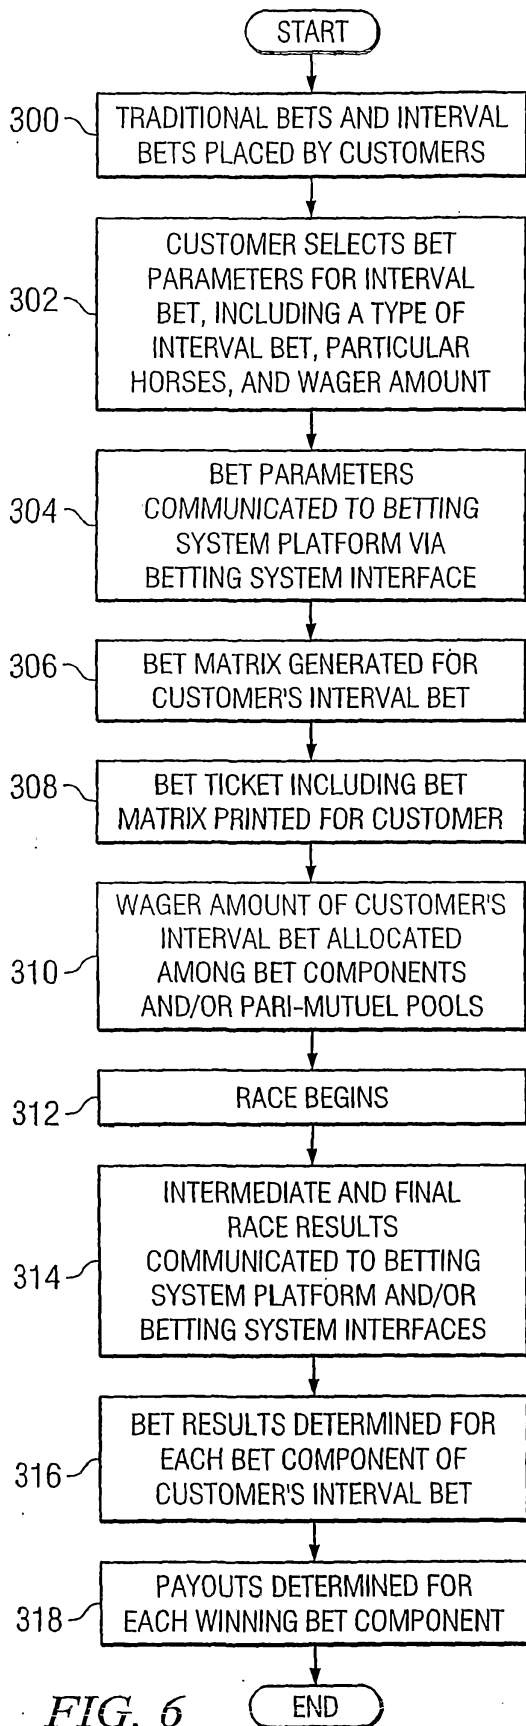 START
300
TRADITIONAL BETS AND INTERVAL
BETS PLACED BY CUSTOMERS
302
CUSTOMER SELECTS BET
PARAMETERS FOR INTERVAL
BET, INCLUDING A TYPE OF
INTERVAL BET, PARTICULAR
HORSES, AND WAGER AMOUNT
304
BET PARAMETERS
COMMUNICATED TO BETTING
SYSTEM PLATFORM VIA
BETTING SYSTEM INTERFACE
306
BET MATRIX GENERATED FOR
CUSTOMER'S INTERVAL BET
308
BET TICKET INCLUDING BET
MATRIX PRINTED FOR CUSTOMER
310
WAGER AMOUNT OF CUSTOMER'S
INTERVAL BET ALLOCATED
AMONG BET COMPONENTS
AND/OR PARI-MUTUEL POOLS
312
RACE BEGINS
314
INTERMEDIATE AND FINAL
RACE RESULTS
COMMUNICATED TO BETTING
SYSTEM PLATFORM AND/OR
BETTING SYSTEM INTERFACES
316
BET RESULTS DETERMINED FOR
EACH BET COMPONENT OF
CUSTOMER'S INTERVAL BET
318
PAYOUTS DETERMINED FOR
EACH WINNING BET COMPONENT
FIG. 6
END